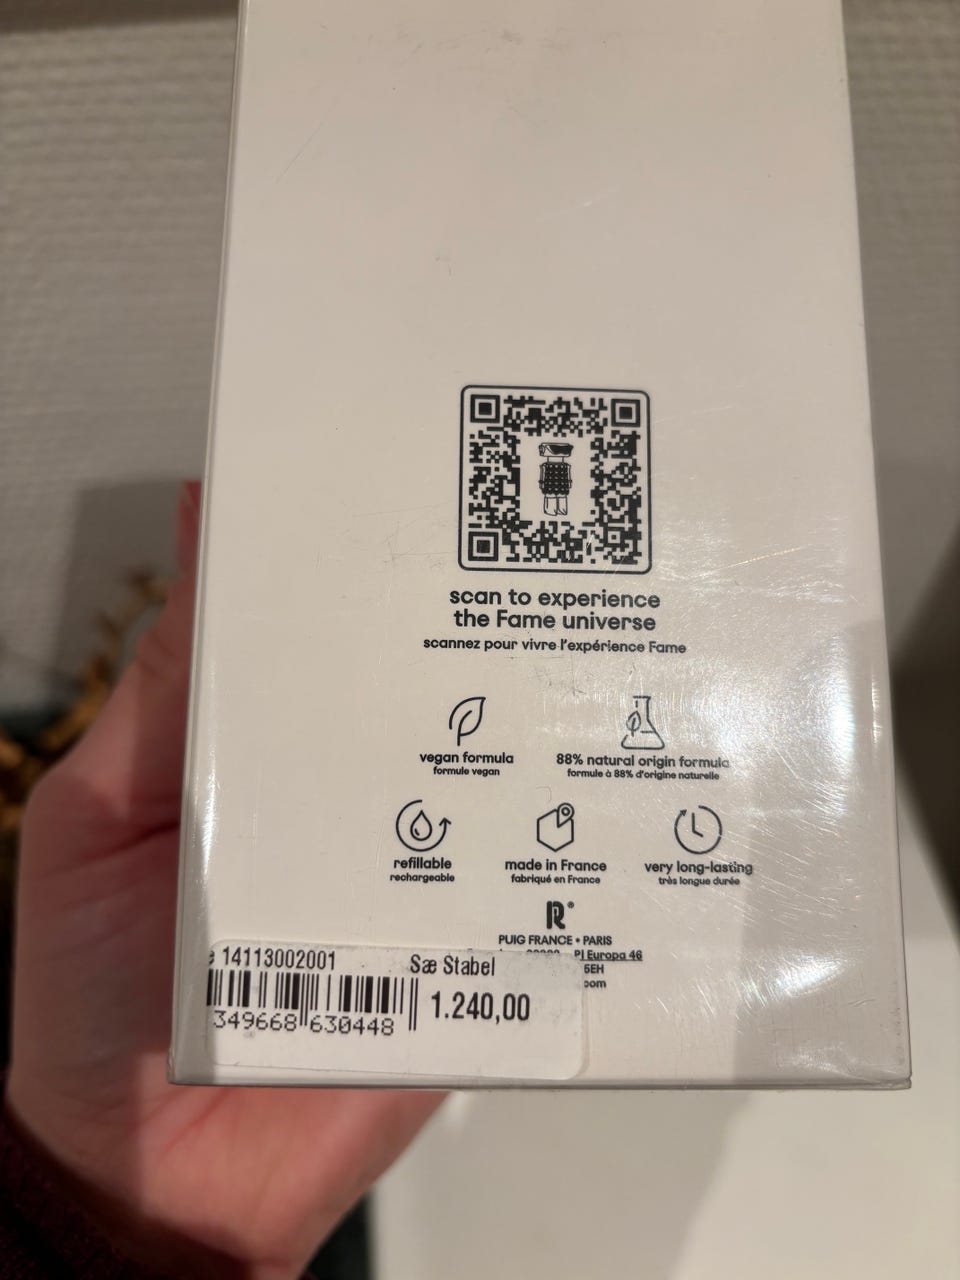 scan to experience
the Fame universe
scannez pour vivre l'expérience Fame
vegan formula
formule vegan
88% natural origin formula
formule à 88% d'origine naturelle
refillable
rechargeable
made in France
fabriqué en France
very long-lasting
très longue durée
PUIG FRANCE • PARIS
Pl Europa 46
14113002001 Sæ Stabel
1.240,00
349668 630448